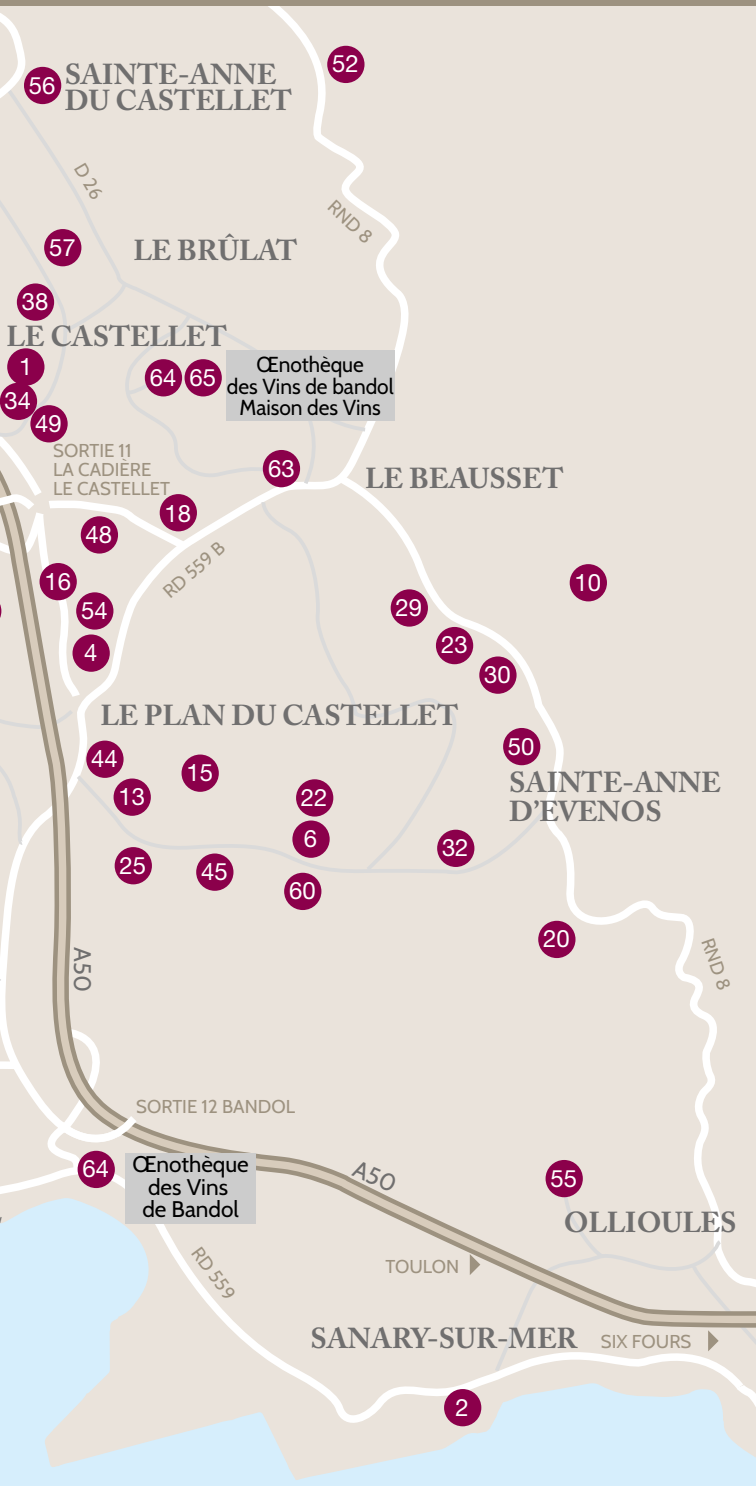 52
56
SAINTE-ANNE
DU CASTELLET
D 26
RND 8
57
LE BRÛLAT
38
LE CASTELLET
1
64
65
Œnothèque
des Vins de bandol
Maison des Vins
34
49
SORTIE 11
LA CADIÈRE
LE CASTELLET
63
LE BEAUSSET
18
48
RD 559 B
16
10
54
29
4
23
30
LE PLAN DU CASTELLET
44
15
50
13
22
SAINTE-ANNE
D'EVENOS
6
32
25
45
60
20
A50
RND 8
SORTIE 12 BANDOL
64
Œnothèque
des Vins
de Bandol
A50
55
OLLIOULES
RD 559
TOULON
SANARY-SUR-MER
SIX FOURS
2